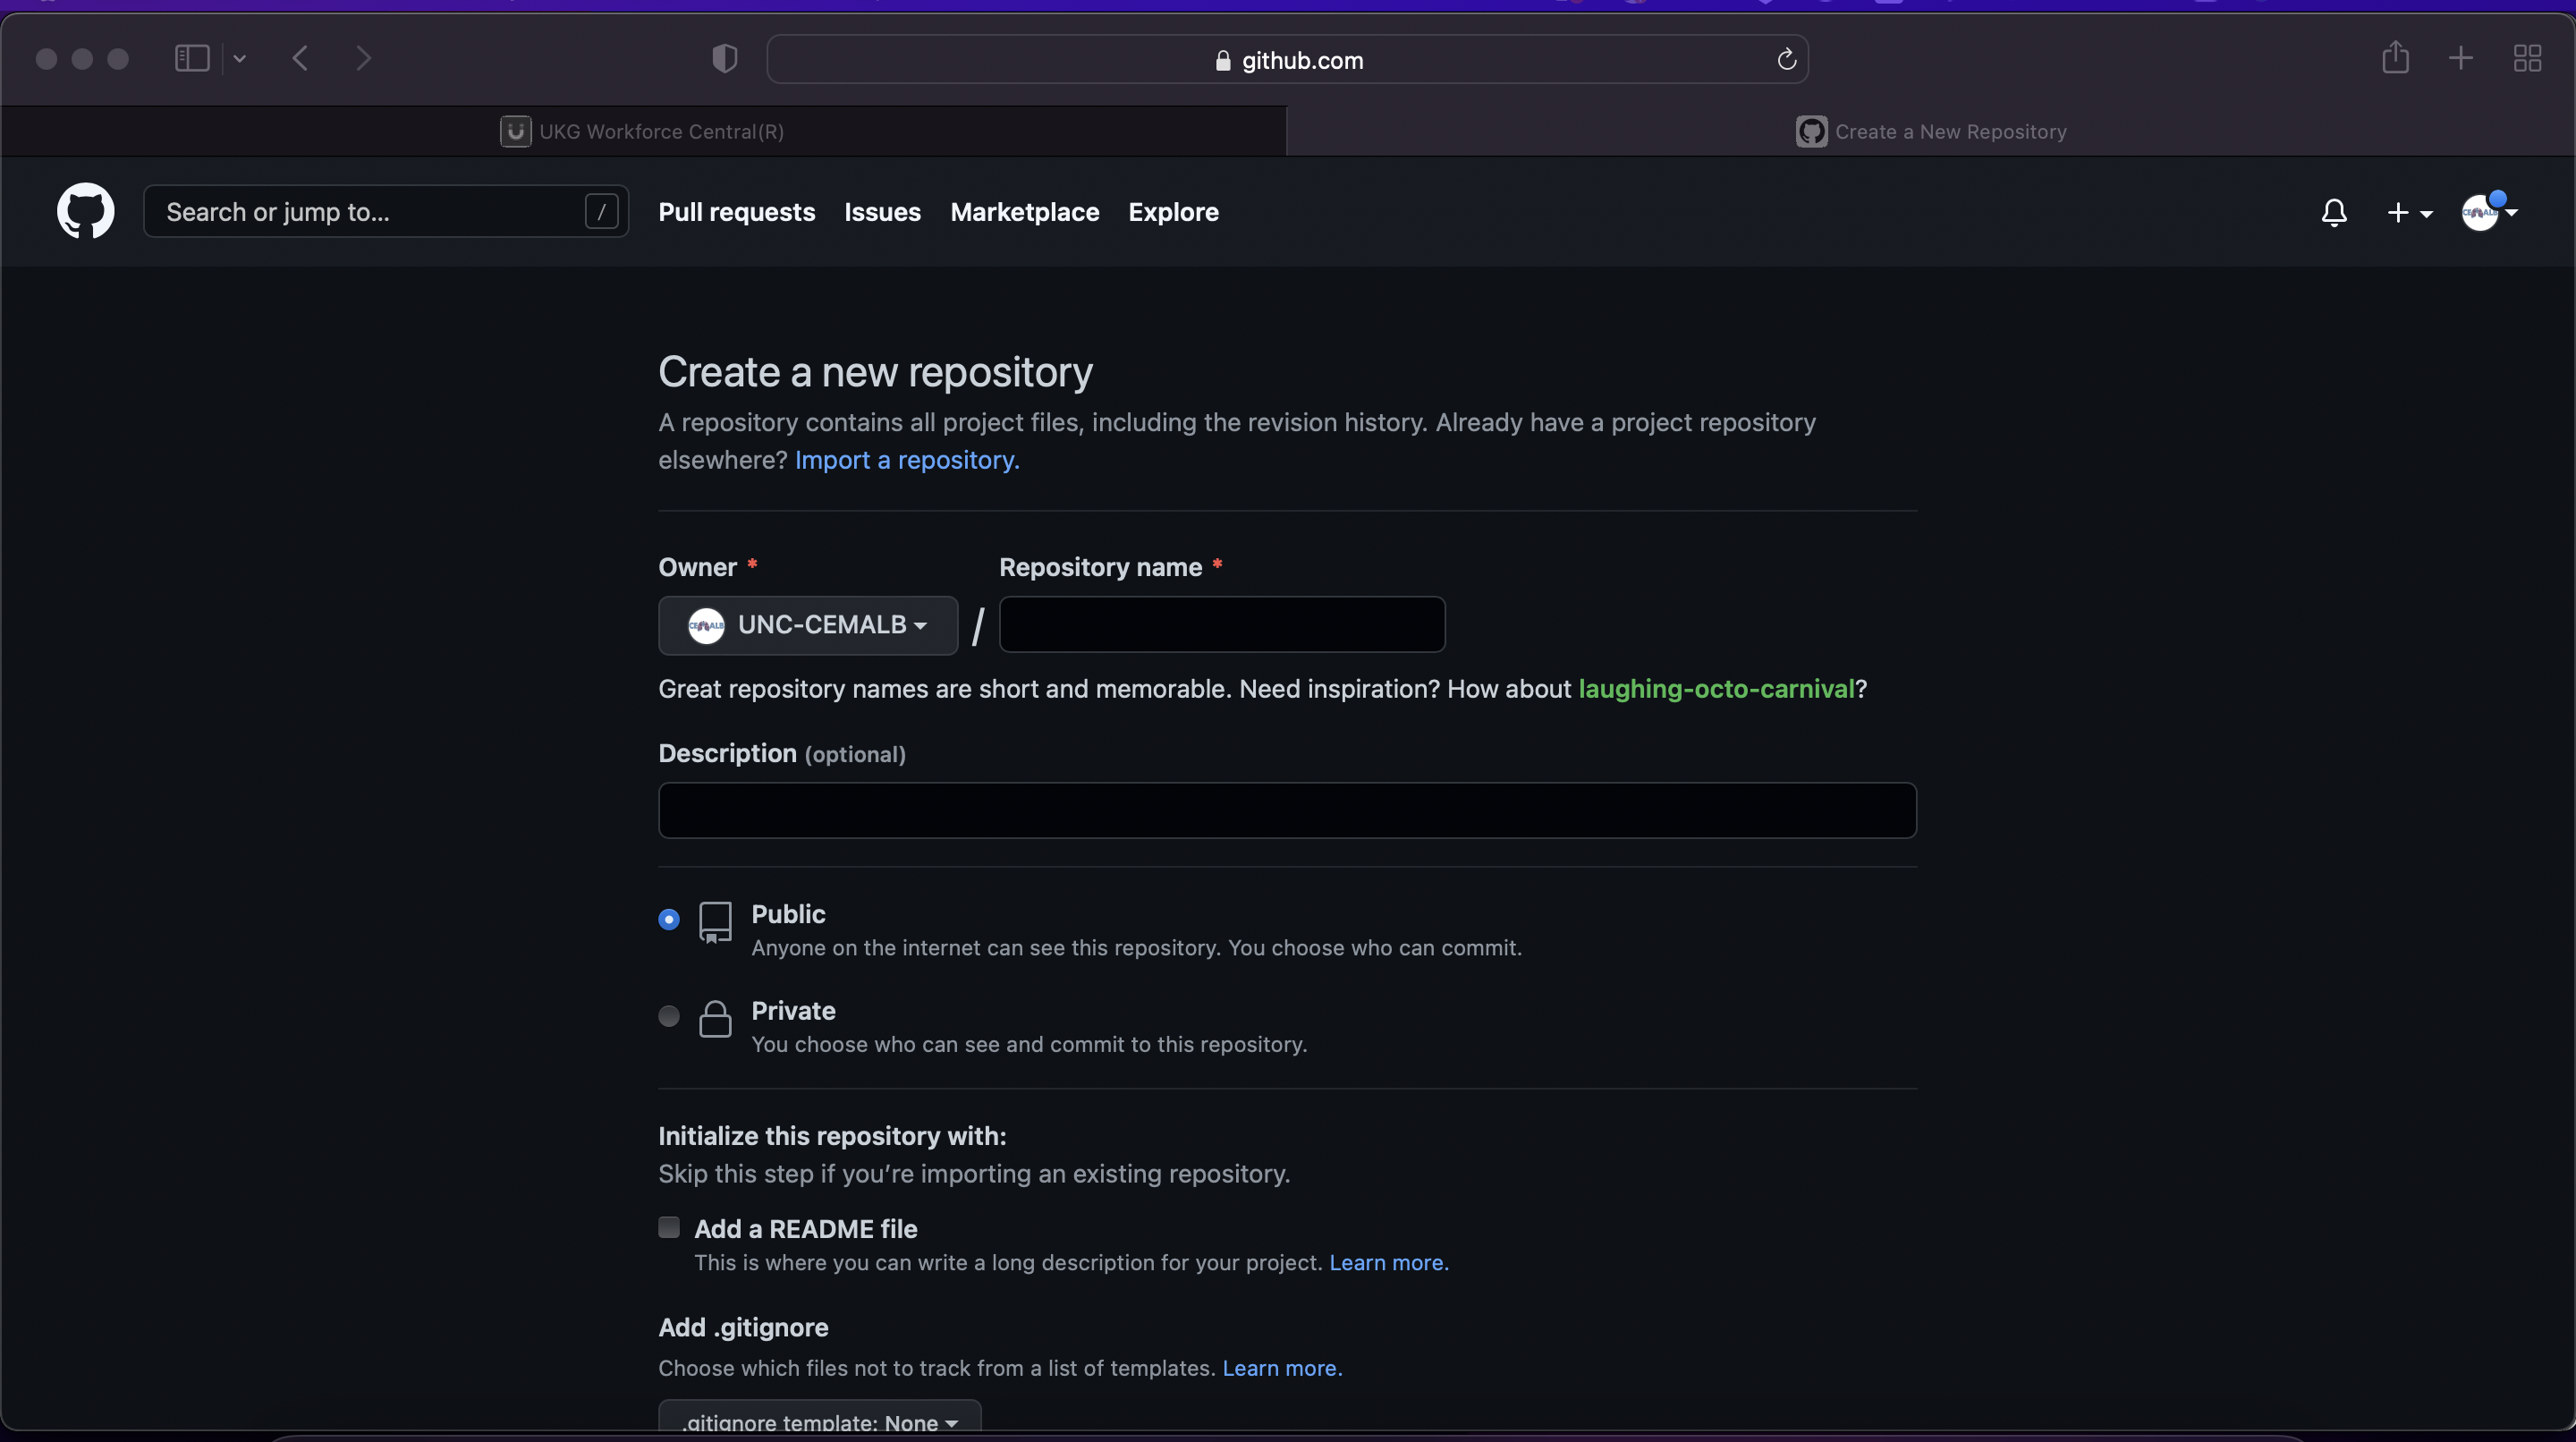 github.com
UKG Workforce Central(R)
Create a New Repository
Search or jump to...
/
Pull requests
Issues
Marketplace
Explore
Create a new repository
A repository contains all project files, including the revision history. Already have a project repository
elsewhere? Import a repository.
Owner *
Repository name *
CEMALB
UNC-CEMALB
/
Great repository names are short and memorable. Need inspiration? How about laughing-octo-carnival?
Description (optional)
Public
Anyone on the internet can see this repository. You choose who can commit.
Private
You choose who can see and commit to this repository.
Initialize this repository with:
Skip this step if you’re importing an existing repository.
Add a README file
This is where you can write a long description for your project. Learn more.
Add .gitignore
Choose which files not to track from a list of templates. Learn more.
.gitignore template: None